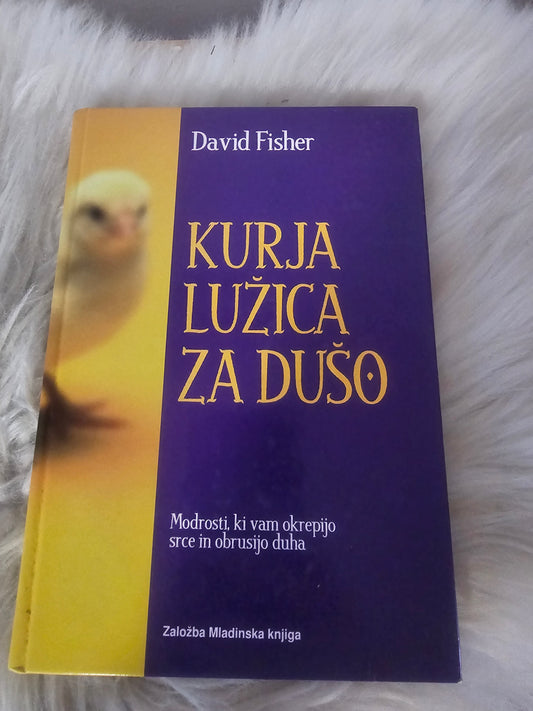 David Fisher
KURJA
LUŽICA
ZA DUŠO
Modrosti, ki vam okrepijo
srce in obrusijo duha
Založba Mladinska knjiga